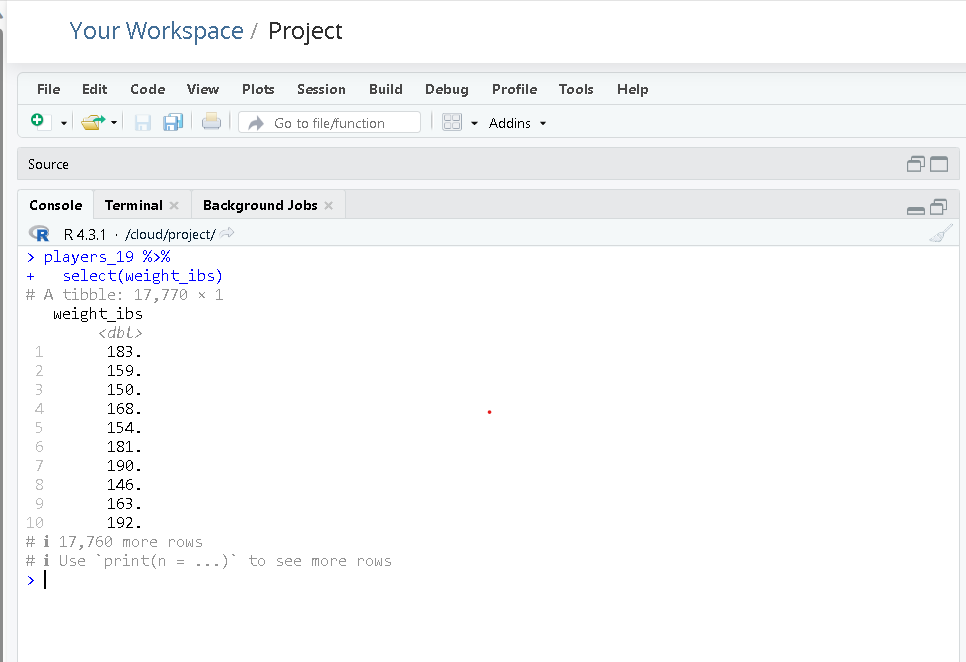 Your Workspace / Project
File Edit Code View Plots Session Build Debug Profile Tools Help
Go to file/function Addins
Source
Console Terminal Background Jobs
R R 4.3.1 · /cloud/project/
> players_19 %>%
+   select(weight_ibs)
# A tibble: 17,770 × 1
weight_ibs
<dbl>
1 183.
2 159.
3 150.
4 168.
5 154.
6 181.
7 190.
8 146.
9 163.
10 192.
# ℹ 17,760 more rows
# ℹ Use `print(n = ...)` to see more rows
>